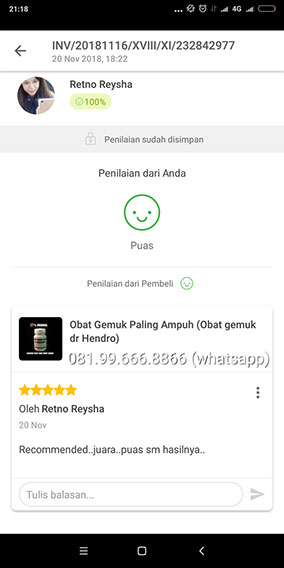 21:18
4G
INV/20181116/XVIII/XI/232842977
20 Nov 2018, 18:22
Retno Reysha
100%
Penilaian sudah disimpan
Penilaian dari Anda
Puas
Penilaian dari Pembeli
Obat Gemuk Paling Ampuh (Obat gemuk
dr Hendro)
081.99.666.8866 (whatsapp)
Oleh Retno Reysha
20 Nov
Recommended..juara..puas sm hasilnya..
Tulis balasan...